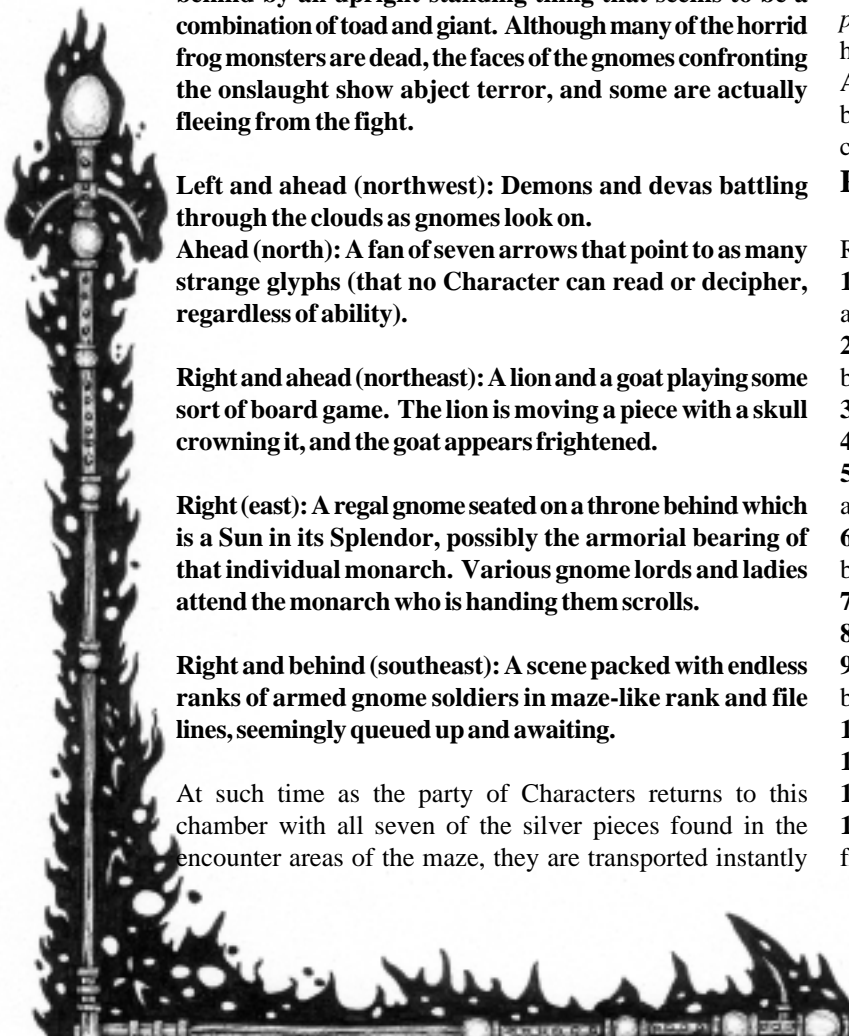 behind by an upright standing thing that seems to be a
combination of toad and giant. Although many of the horrid
frog monsters are dead, the faces of the gnomes confronting
the onslaught show abject terror, and some are actually
fleeing from the fight.
Left and ahead (northwest): Demons and devas battling
through the clouds as gnomes look on.
Ahead (north): A fan of seven arrows that point to as many
strange glyphs (that no Character can read or decipher,
regardless of ability).
Right and ahead (northeast): A lion and a goat playing some
sort of board game. The lion is moving a piece with a skull
crowning it, and the goat appears frightened.
Right (east): A regal gnome seated on a throne behind which
is a Sun in its Splendor, possibly the armorial bearing of
that individual monarch. Various gnome lords and ladies
attend the monarch who is handing them scrolls.
Right and behind (southeast): A scene packed with endless
ranks of armed gnome soldiers in maze-like rank and file
lines, seemingly queued up and awaiting.
At such time as the party of Characters returns to this
chamber with all seven of the silver pieces found in the
encounter areas of the maze, they are transported instantly